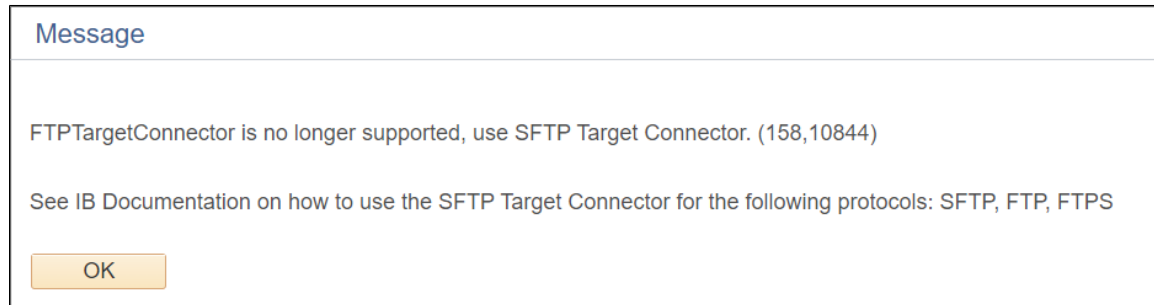 Message
FTPTargetConnector is no longer supported, use SFTP Target Connector. (158,10844)
See IB Documentation on how to use the SFTP Target Connector for the following protocols: SFTP, FTP, FTPS
OK